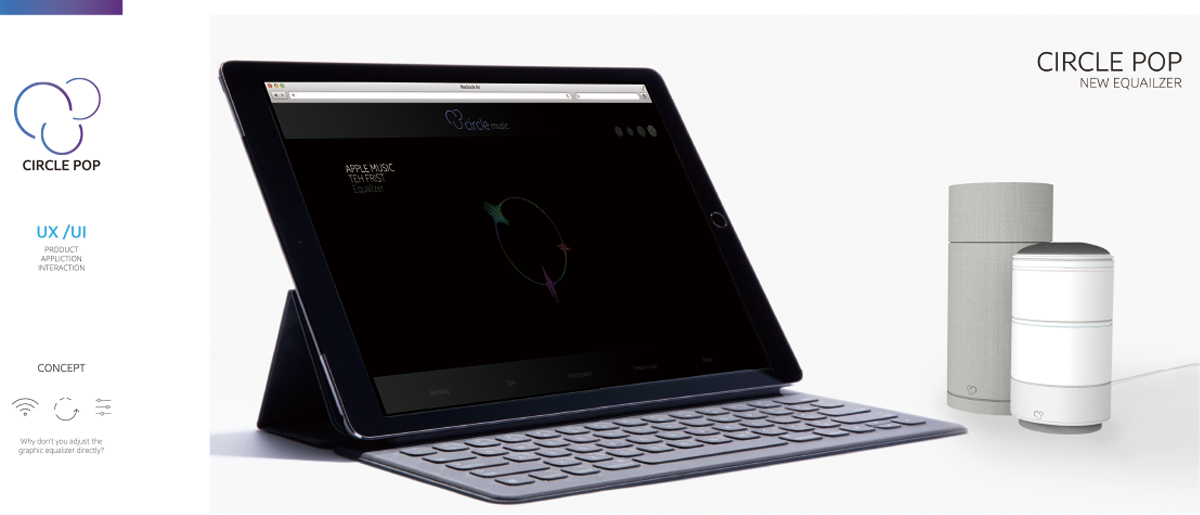 CIRCLE POP
UX /UI
PRODUCT
APPLICTION
INTERACTION
CONCEPT
Why don't you adjust the
graphic equalizer directly?
CIRCLE POP
NEW EQUAILZER
circle music
APPLE MUSIC
TEH FRIST
Equalizer
Samsung